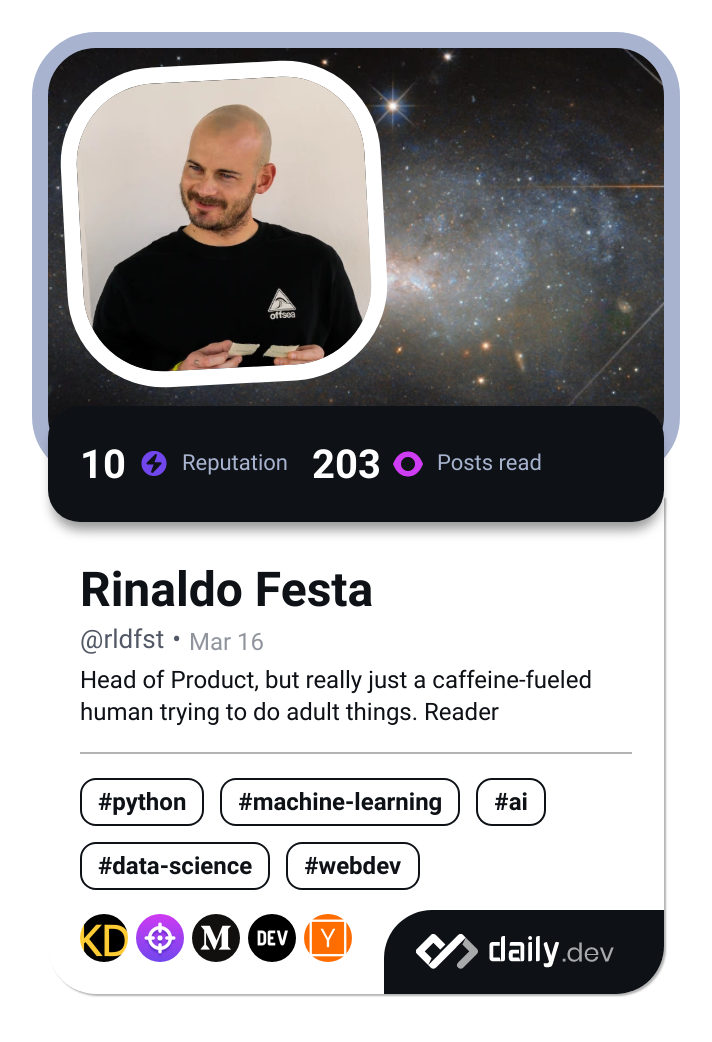 offsea
10 Reputation 203 Posts read
Rinaldo Festa
@rldfst • Mar 16
Head of Product, but really just a caffeine-fueled
human trying to do adult things. Reader
#python #machine-learning #ai
#data-science #webdev
KD M DEV Y
daily.dev